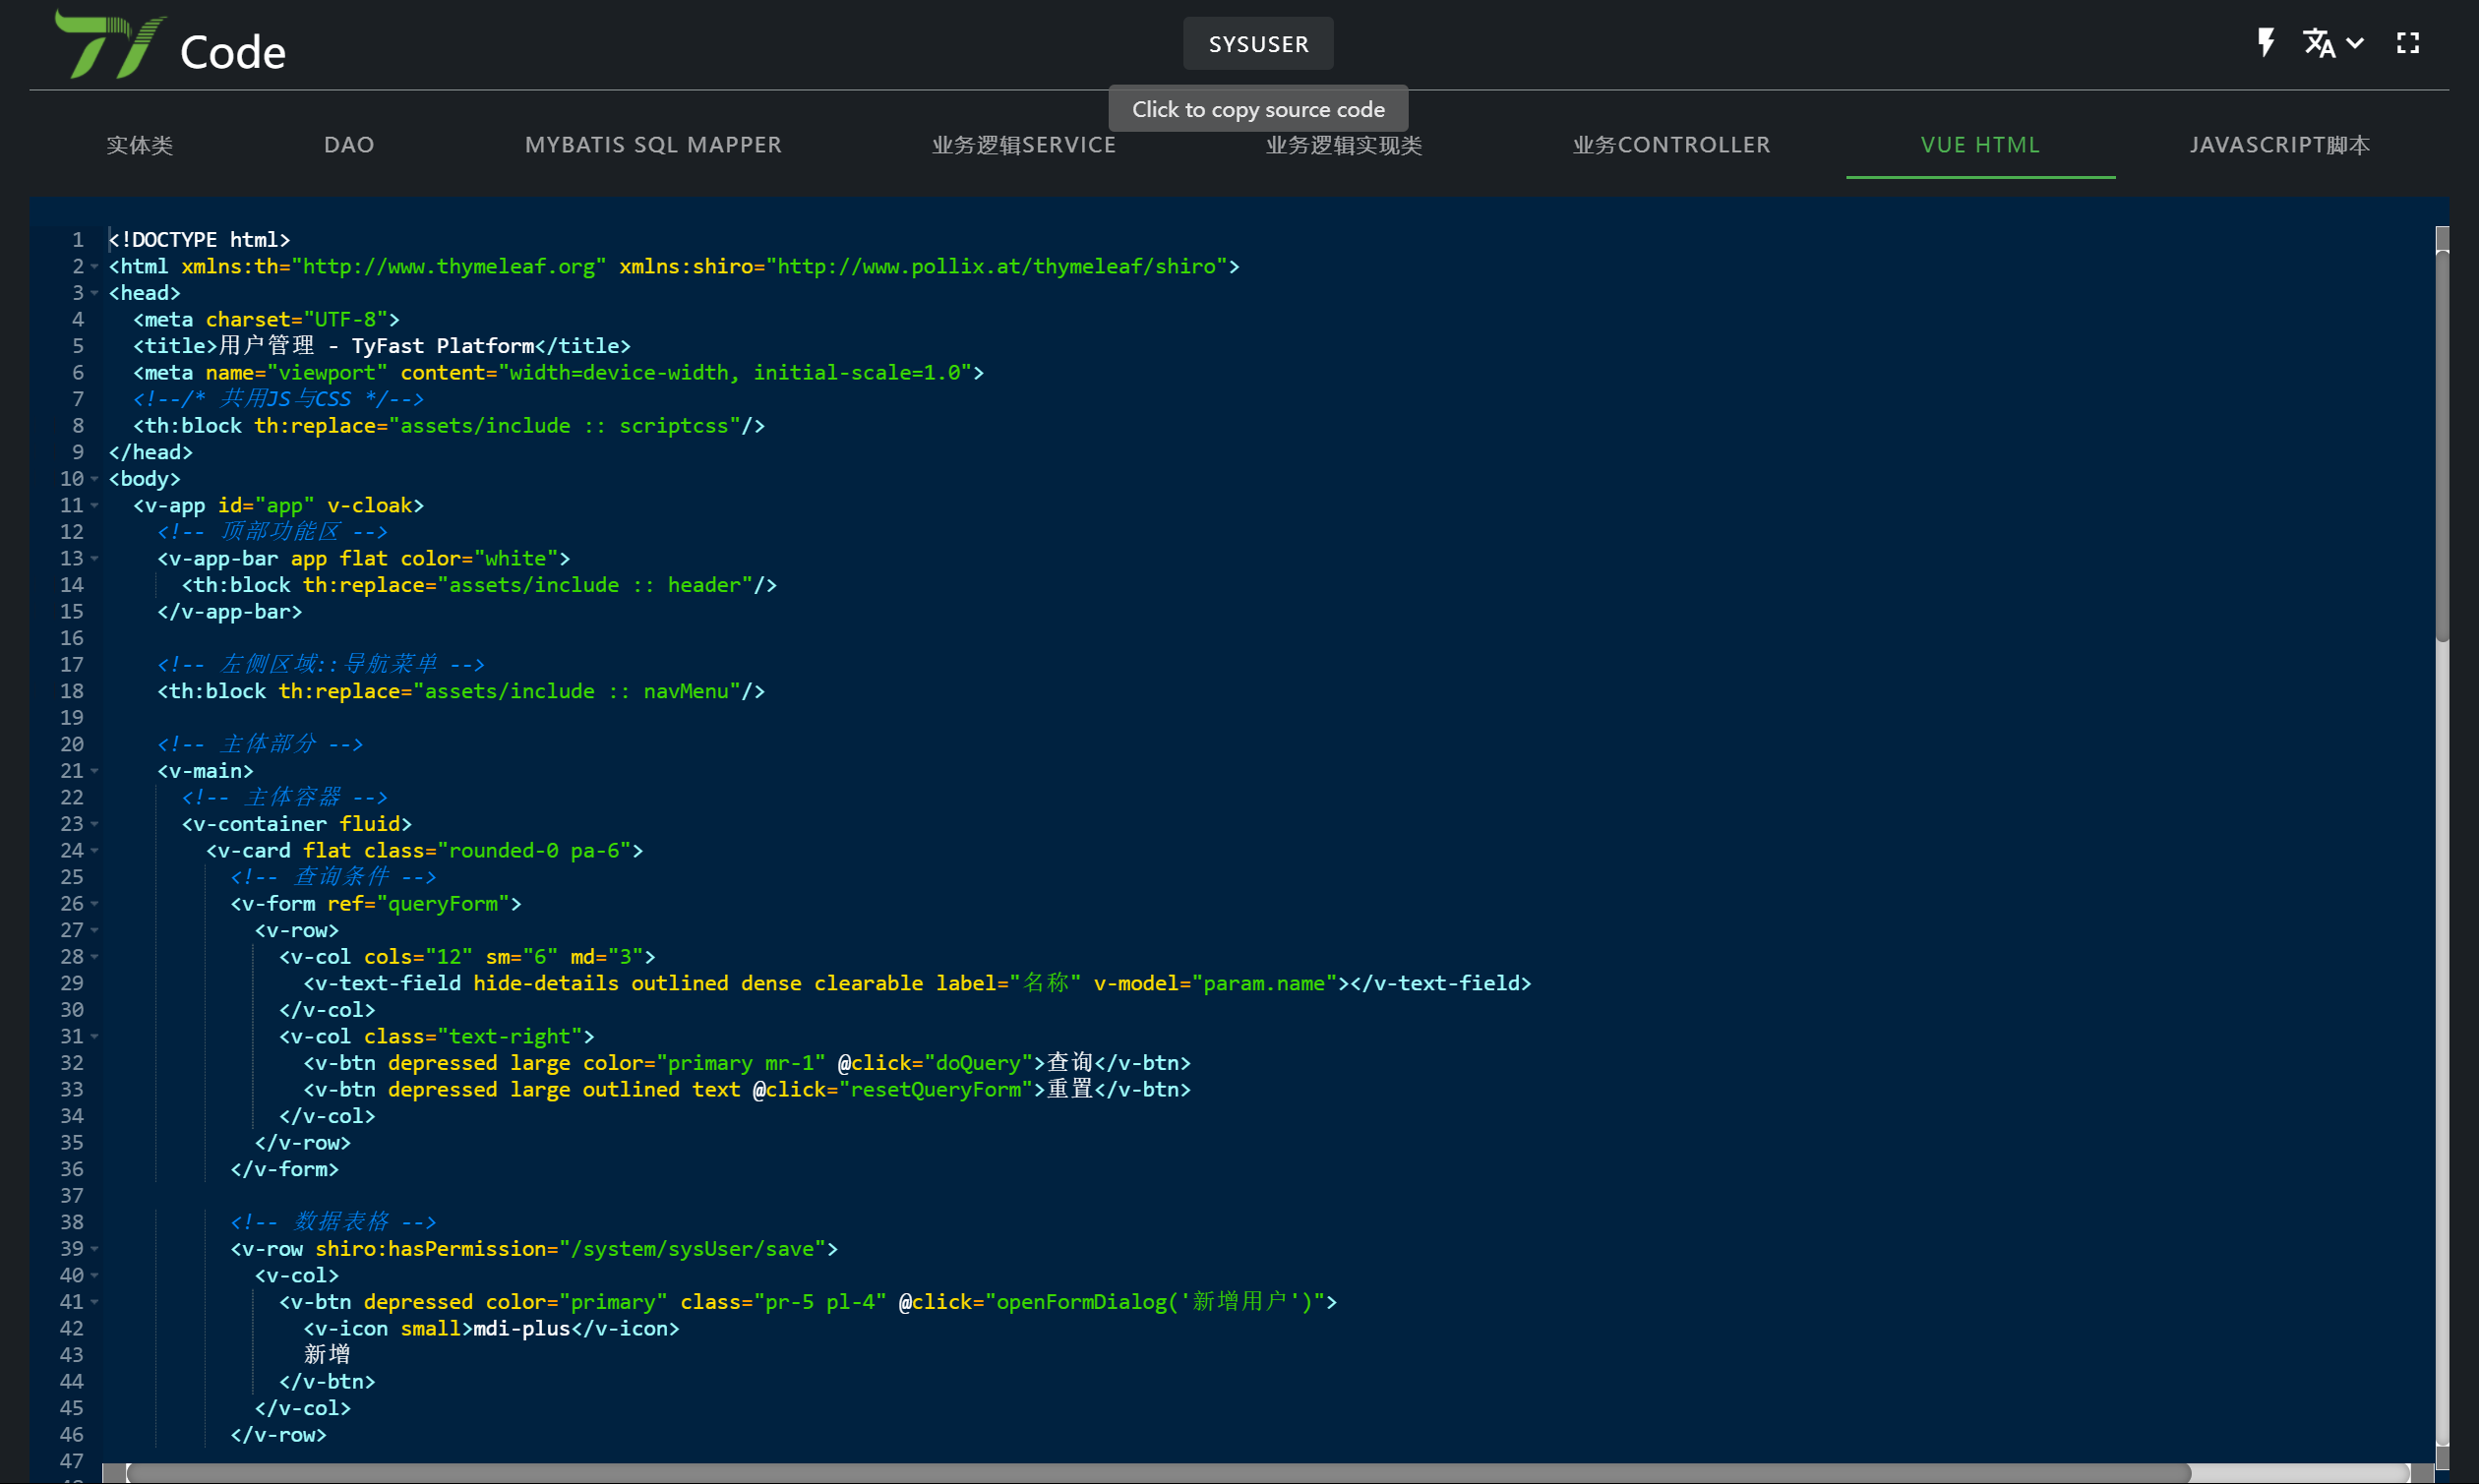 Code
SYSUSER
Click to copy source code
实体类 DAO MYBATIS SQL MAPPER 业务逻辑SERVICE 业务逻辑实现类 业务CONTROLLER VUE HTML JAVASCRIPT脚本
1 <!DOCTYPE html>
2 <html xmlns:th="http://www.thymeleaf.org" xmlns:shiro="http://www.pollix.at/thymeleaf/shiro">
3 <head>
4 <meta charset="UTF-8">
5 <title>用户管理 - TyFast Platform</title>
6 <meta name="viewport" content="width=device-width, initial-scale=1.0">
7 <!--/* 共用JS与CSS */-->
8 <th:block th:replace="assets/include :: scriptcss"/>
9 </head>
10 <body>
11 <v-app id="app" v-cloak>
12 <!-- 顶部功能区 -->
13 <v-app-bar app flat color="white">
14 <th:block th:replace="assets/include :: header"/>
15 </v-app-bar>
16
17 <!-- 左侧区域::导航菜单 -->
18 <th:block th:replace="assets/include :: navMenu"/>
19
20 <!-- 主体部分 -->
21 <v-main>
22 <!-- 主体容器 -->
23 <v-container fluid>
24 <v-card flat class="rounded-0 pa-6">
25 <!-- 查询条件 -->
26 <v-form ref="queryForm">
27 <v-row>
28 <v-col cols="12" sm="6" md="3">
29 <v-text-field hide-details outlined dense clearable label="名称" v-model="param.name"></v-text-field>
30 </v-col>
31 <v-col class="text-right">
32 <v-btn depressed large color="primary mr-1" @click="doQuery">查询</v-btn>
33 <v-btn depressed large outlined text @click="resetQueryForm">重置</v-btn>
34 </v-col>
35 </v-row>
36 </v-form>
37
38 <!-- 数据表格 -->
39 <v-row shiro:hasPermission="/system/sysUser/save">
40 <v-col>
41 <v-btn depressed color="primary" class="pr-5 pl-4" @click="openFormDialog('新增用户')">
42 <v-icon small>mdi-plus</v-icon>
43 新增
44 </v-btn>
45 </v-col>
46 </v-row>
47